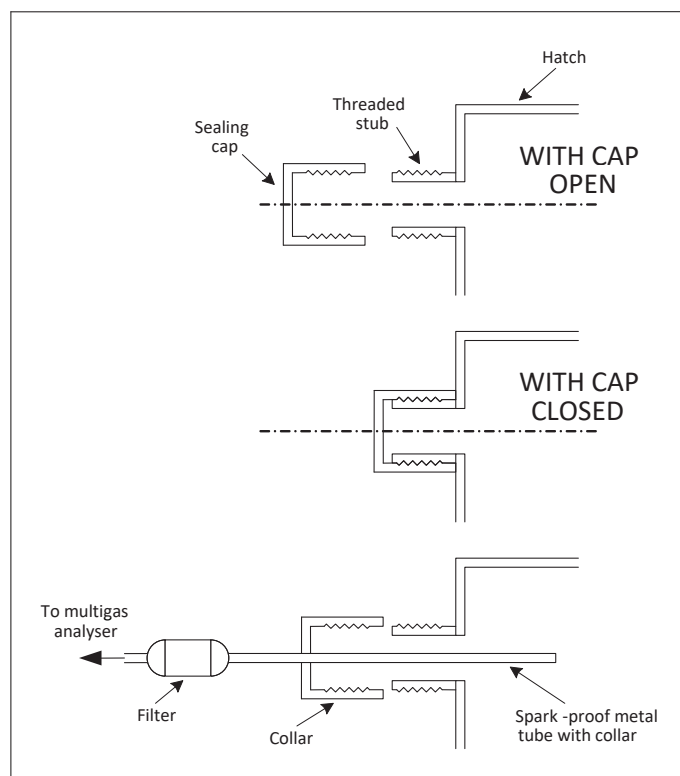 Hatch
Threaded
stub
Sealing
cap
WITH CAP
OPEN
WITH CAP
CLOSED
To multigas
analyser
Filter
Collar
Spark -proof metal
tube with collar